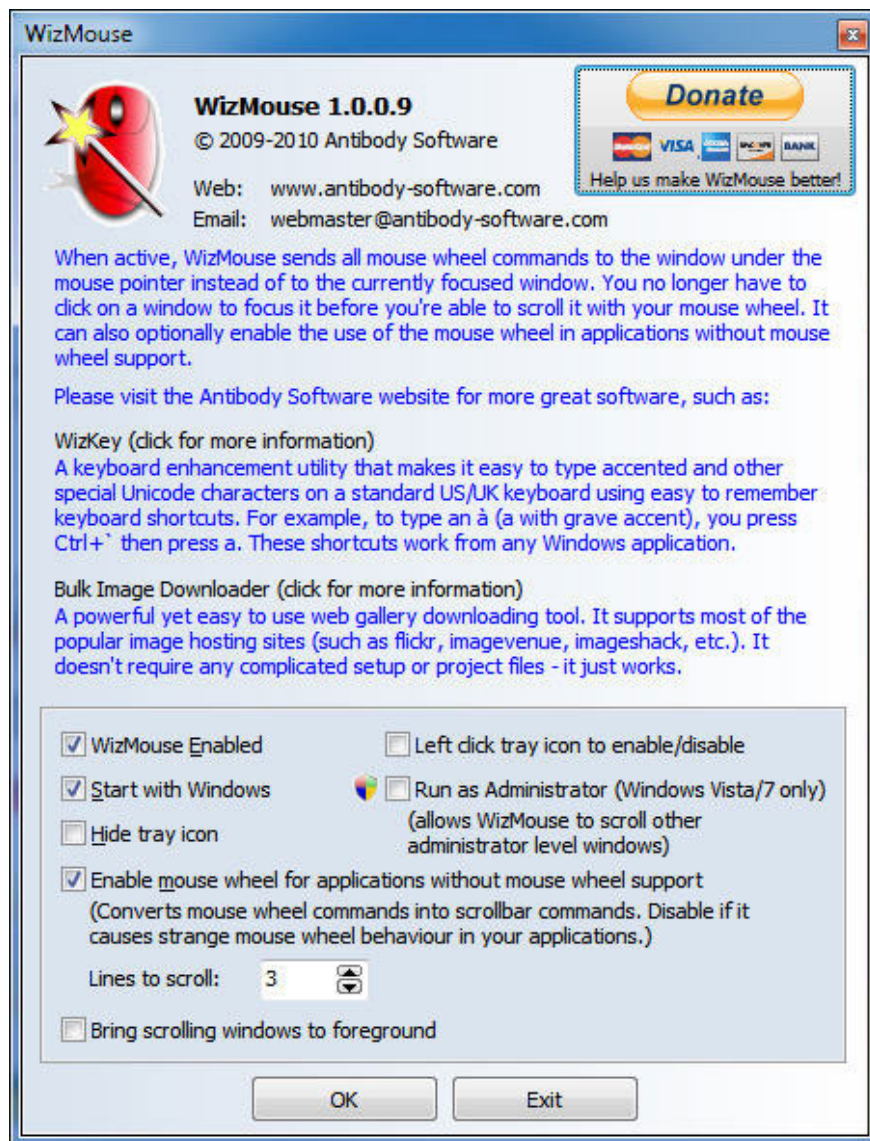 WizMouse
WizMouse 1.0.0.9
© 2009-2010 Antibody Software
Web: www.antibody-software.com
Email: webmaster@antibody-software.com
Donate
VISA
BANK
Help us make WizMouse better!
When active, WizMouse sends all mouse wheel commands to the window under the
mouse pointer instead of to the currently focused window. You no longer have to
click on a window to focus it before you're able to scroll it with your mouse wheel. It
can also optionally enable the use of the mouse wheel in applications without mouse
wheel support.
Please visit the Antibody Software website for more great software, such as:
WizKey (click for more information)
A keyboard enhancement utility that makes it easy to type accented and other
special Unicode characters on a standard US/UK keyboard using easy to remember
keyboard shortcuts. For example, to type an à (a with grave accent), you press
Ctrl+` then press a. These shortcuts work from any Windows application.
Bulk Image Downloader (click for more information)
A powerful yet easy to use web gallery downloading tool. It supports most of the
popular image hosting sites (such as flickr, imagevenue, imageshack, etc.). It
doesn't require any complicated setup or project files - it just works.
WizMouse Enabled
Left click tray icon to enable/disable
Start with Windows
Run as Administrator (Windows Vista/7 only)
(allows WizMouse to scroll other
administrator level windows)
Hide tray icon
Enable mouse wheel for applications without mouse wheel support
(Converts mouse wheel commands into scrollbar commands. Disable if it
causes strange mouse wheel behaviour in your applications.)
Lines to scroll: 3
Bring scrolling windows to foreground
OK
Exit